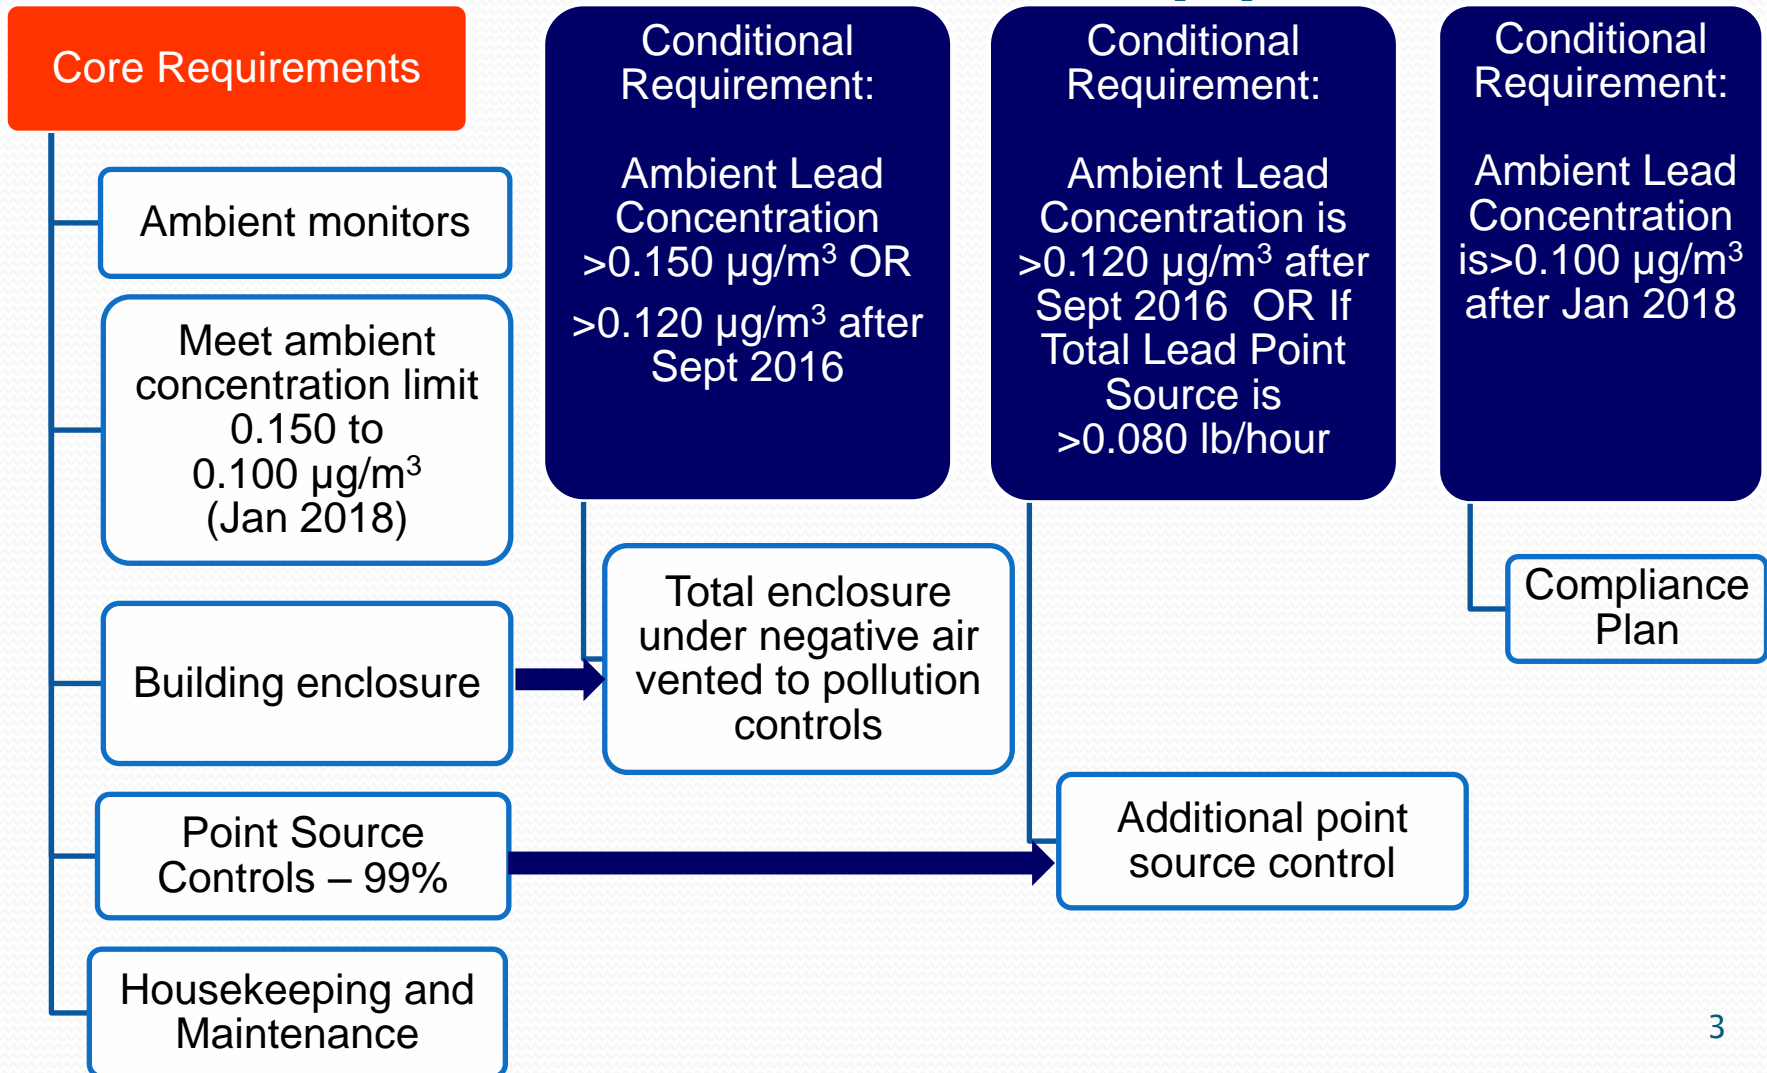 Core Requirements
Ambient monitors
Meet ambient
concentration limit
0.150 to
0.100 µg/m³
(Jan 2018)
Building enclosure
Point Source
Controls – 99%
Housekeeping and
Maintenance
Conditional
Requirement:
Ambient Lead
Concentration
>0.150 µg/m³ OR
>0.120 µg/m³ after
Sept 2016
Total enclosure
under negative air
vented to pollution
controls
Conditional
Requirement:
Ambient Lead
Concentration is
>0.120 µg/m³ after
Sept 2016 OR If
Total Lead Point
Source is
>0.080 lb/hour
Additional point
source control
Conditional
Requirement:
Ambient Lead
Concentration
is>0.100 µg/m³
after Jan 2018
Compliance
Plan
3